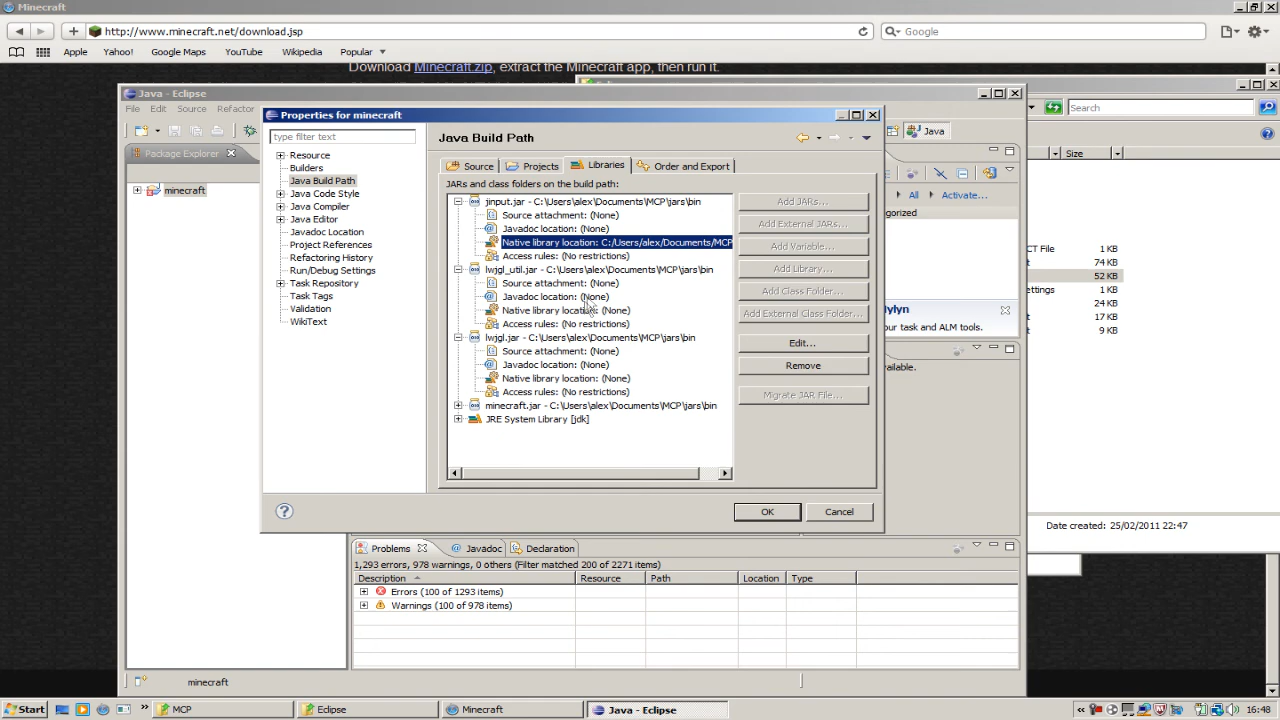 Minecraft
http://www.minecraft.net/download.jsp
Google
Apple Yahoo! Google Maps YouTube Wikipedia Popular
Download Minecraft.zip, extract the Minecraft app, then run it.
Java - Eclipse
File Edit Source Refactor
Search
Package Explorer
minecraft
Java
Size
All Activate...
Properties for minecraft
type filter text
Resource
Builders
Java Build Path
Java Code Style
Java Compiler
Java Editor
Javadoc Location
Project References
Refactoring History
Run/Debug Settings
Task Repository
Task Tags
Validation
WikiText
Java Build Path
Source Projects Libraries Order and Export
JARs and class folders on the build path:
jinput.jar - C:\Users\alex\Documents\MCP\jars\bin
Source attachment: (None)
Javadoc location: (None)
Native library location: C:/Users/alex/Documents/MCP
Access rules: (No restrictions)
lwjgl_util.jar - C:\Users\alex\Documents\MCP\jars\bin
Source attachment: (None)
Javadoc location: (None)
Native library location: (None)
Access rules: (No restrictions)
lwjgl.jar - C:\Users\alex\Documents\MCP\jars\bin
Source attachment: (None)
Javadoc location: (None)
Native library location: (None)
Access rules: (No restrictions)
minecraft.jar - C:\Users\alex\Documents\MCP\jars\bin
JRE System Library [jdk]
Add JARs...
Add External JARs...
Add Variable...
Add Library...
Add Class Folder...
Add External Class Folder...
Edit...
Remove
Migrate JAR File...
OK Cancel
egorized
CT File 1 KB
t 74 KB
52 KB
ettings 1 KB
t 24 KB
t 17 KB
t 9 KB
ylyn
our task and ALM tools.
vailable.
Date created: 25/02/2011 22:47
Problems Javadoc Declaration
1,293 errors, 978 warnings, 0 others (Filter matched 200 of 2271 items)
Description Resource Path Location Type
Errors (100 of 1293 items)
Warnings (100 of 978 items)
minecraft
Start MCP Eclipse Minecraft Java - Eclipse 16:48